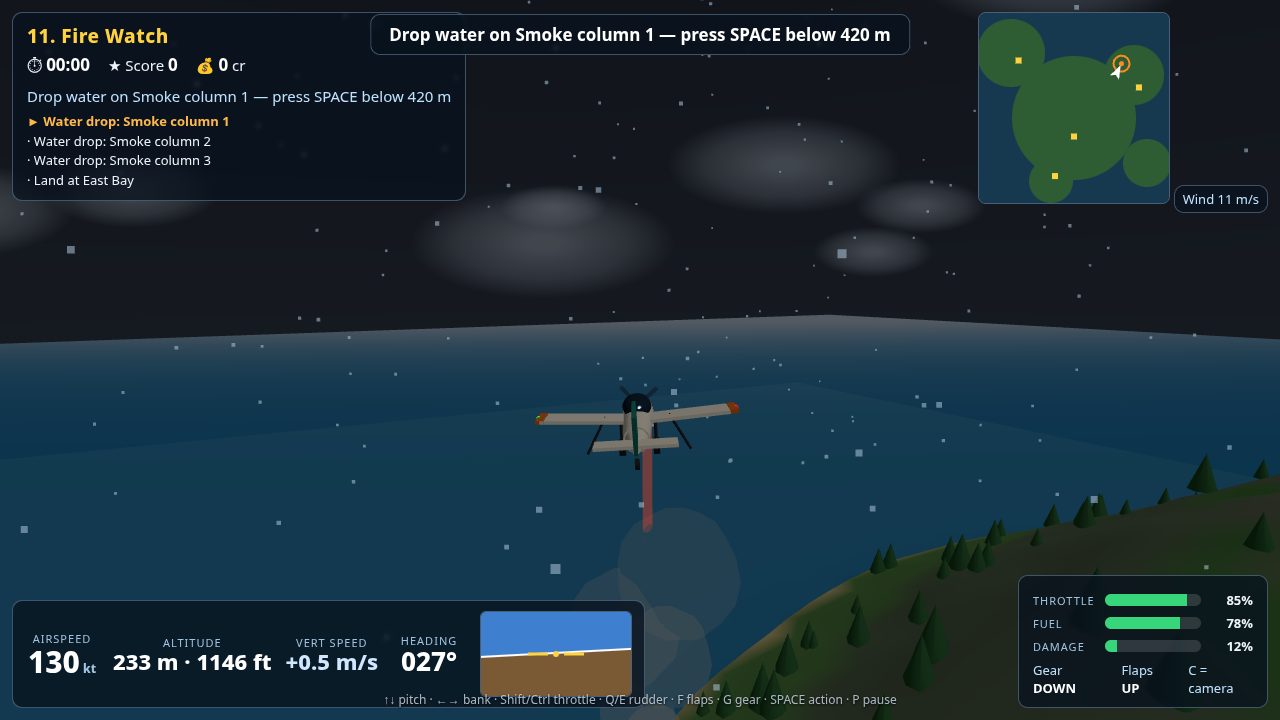 11. Fire Watch
⏱ 00:00 ★ Score 0 💰 0 cr
Drop water on Smoke column 1 — press SPACE below 420 m
► Water drop: Smoke column 1
· Water drop: Smoke column 2
· Water drop: Smoke column 3
· Land at East Bay
Drop water on Smoke column 1 — press SPACE below 420 m
Wind 11 m/s
AIRSPEED
130 kt
ALTITUDE
233 m · 1146 ft
VERT SPEED
+0.5 m/s
HEADING
027°
THROTTLE 85%
FUEL 78%
DAMAGE 12%
Gear DOWN
Flaps UP
C = camera
↑↓ pitch · ←→ bank · Shift/Ctrl throttle · Q/E rudder · F flaps · G gear · SPACE action · P pause